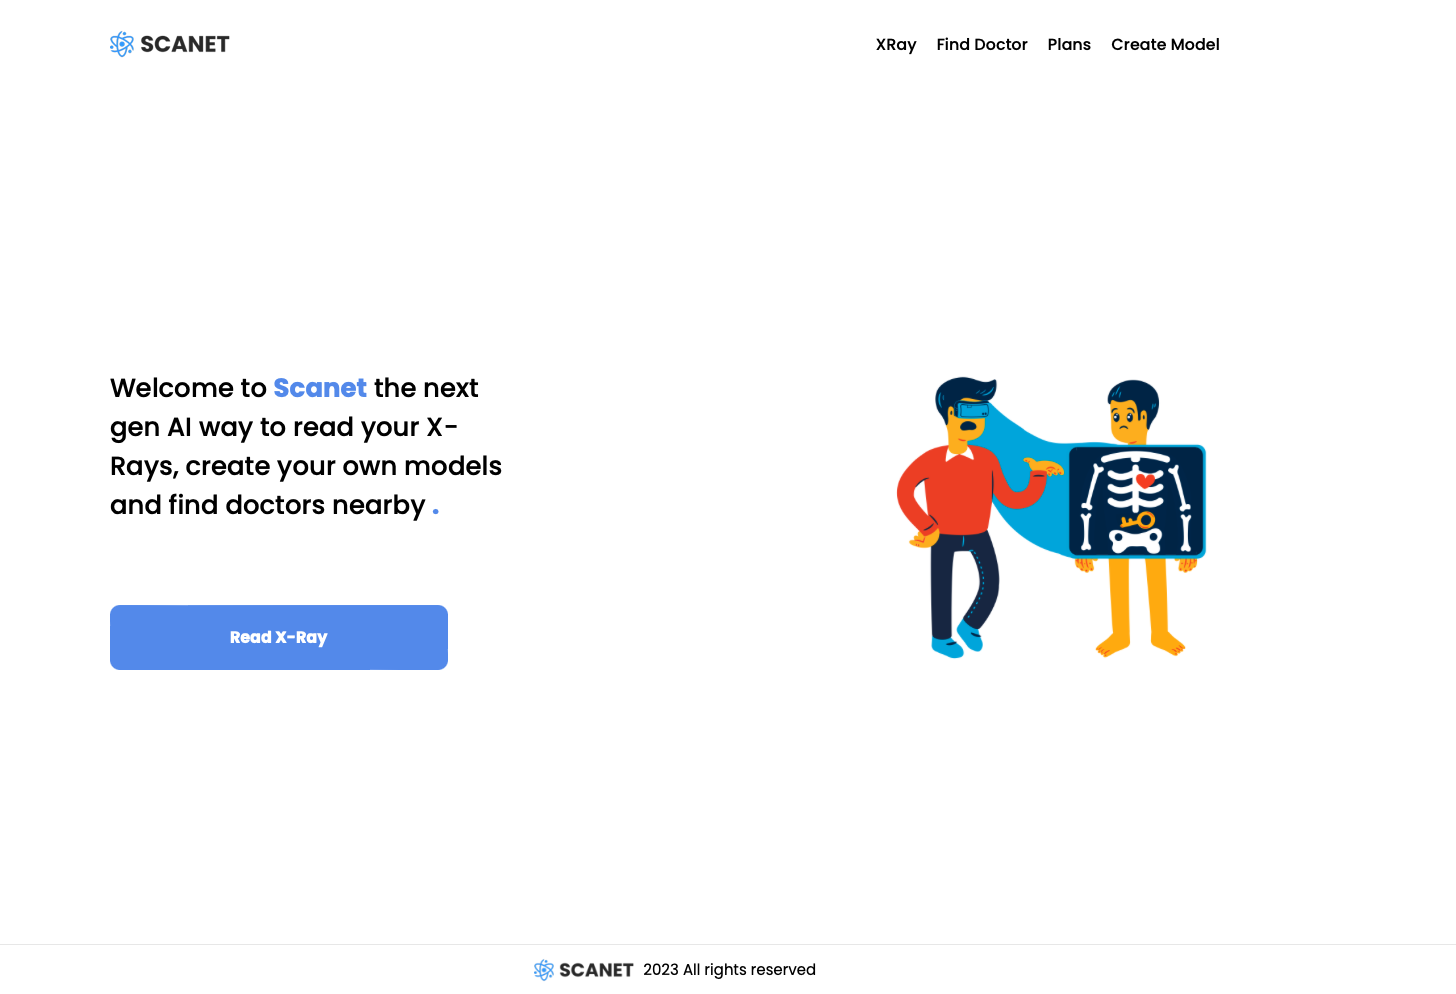 SCANET
XRay Find Doctor Plans Create Model
Welcome to Scanet the next
gen AI way to read your X-
Rays, create your own models
and find doctors nearby .
Read X-Ray
SCANET 2023 All rights reserved